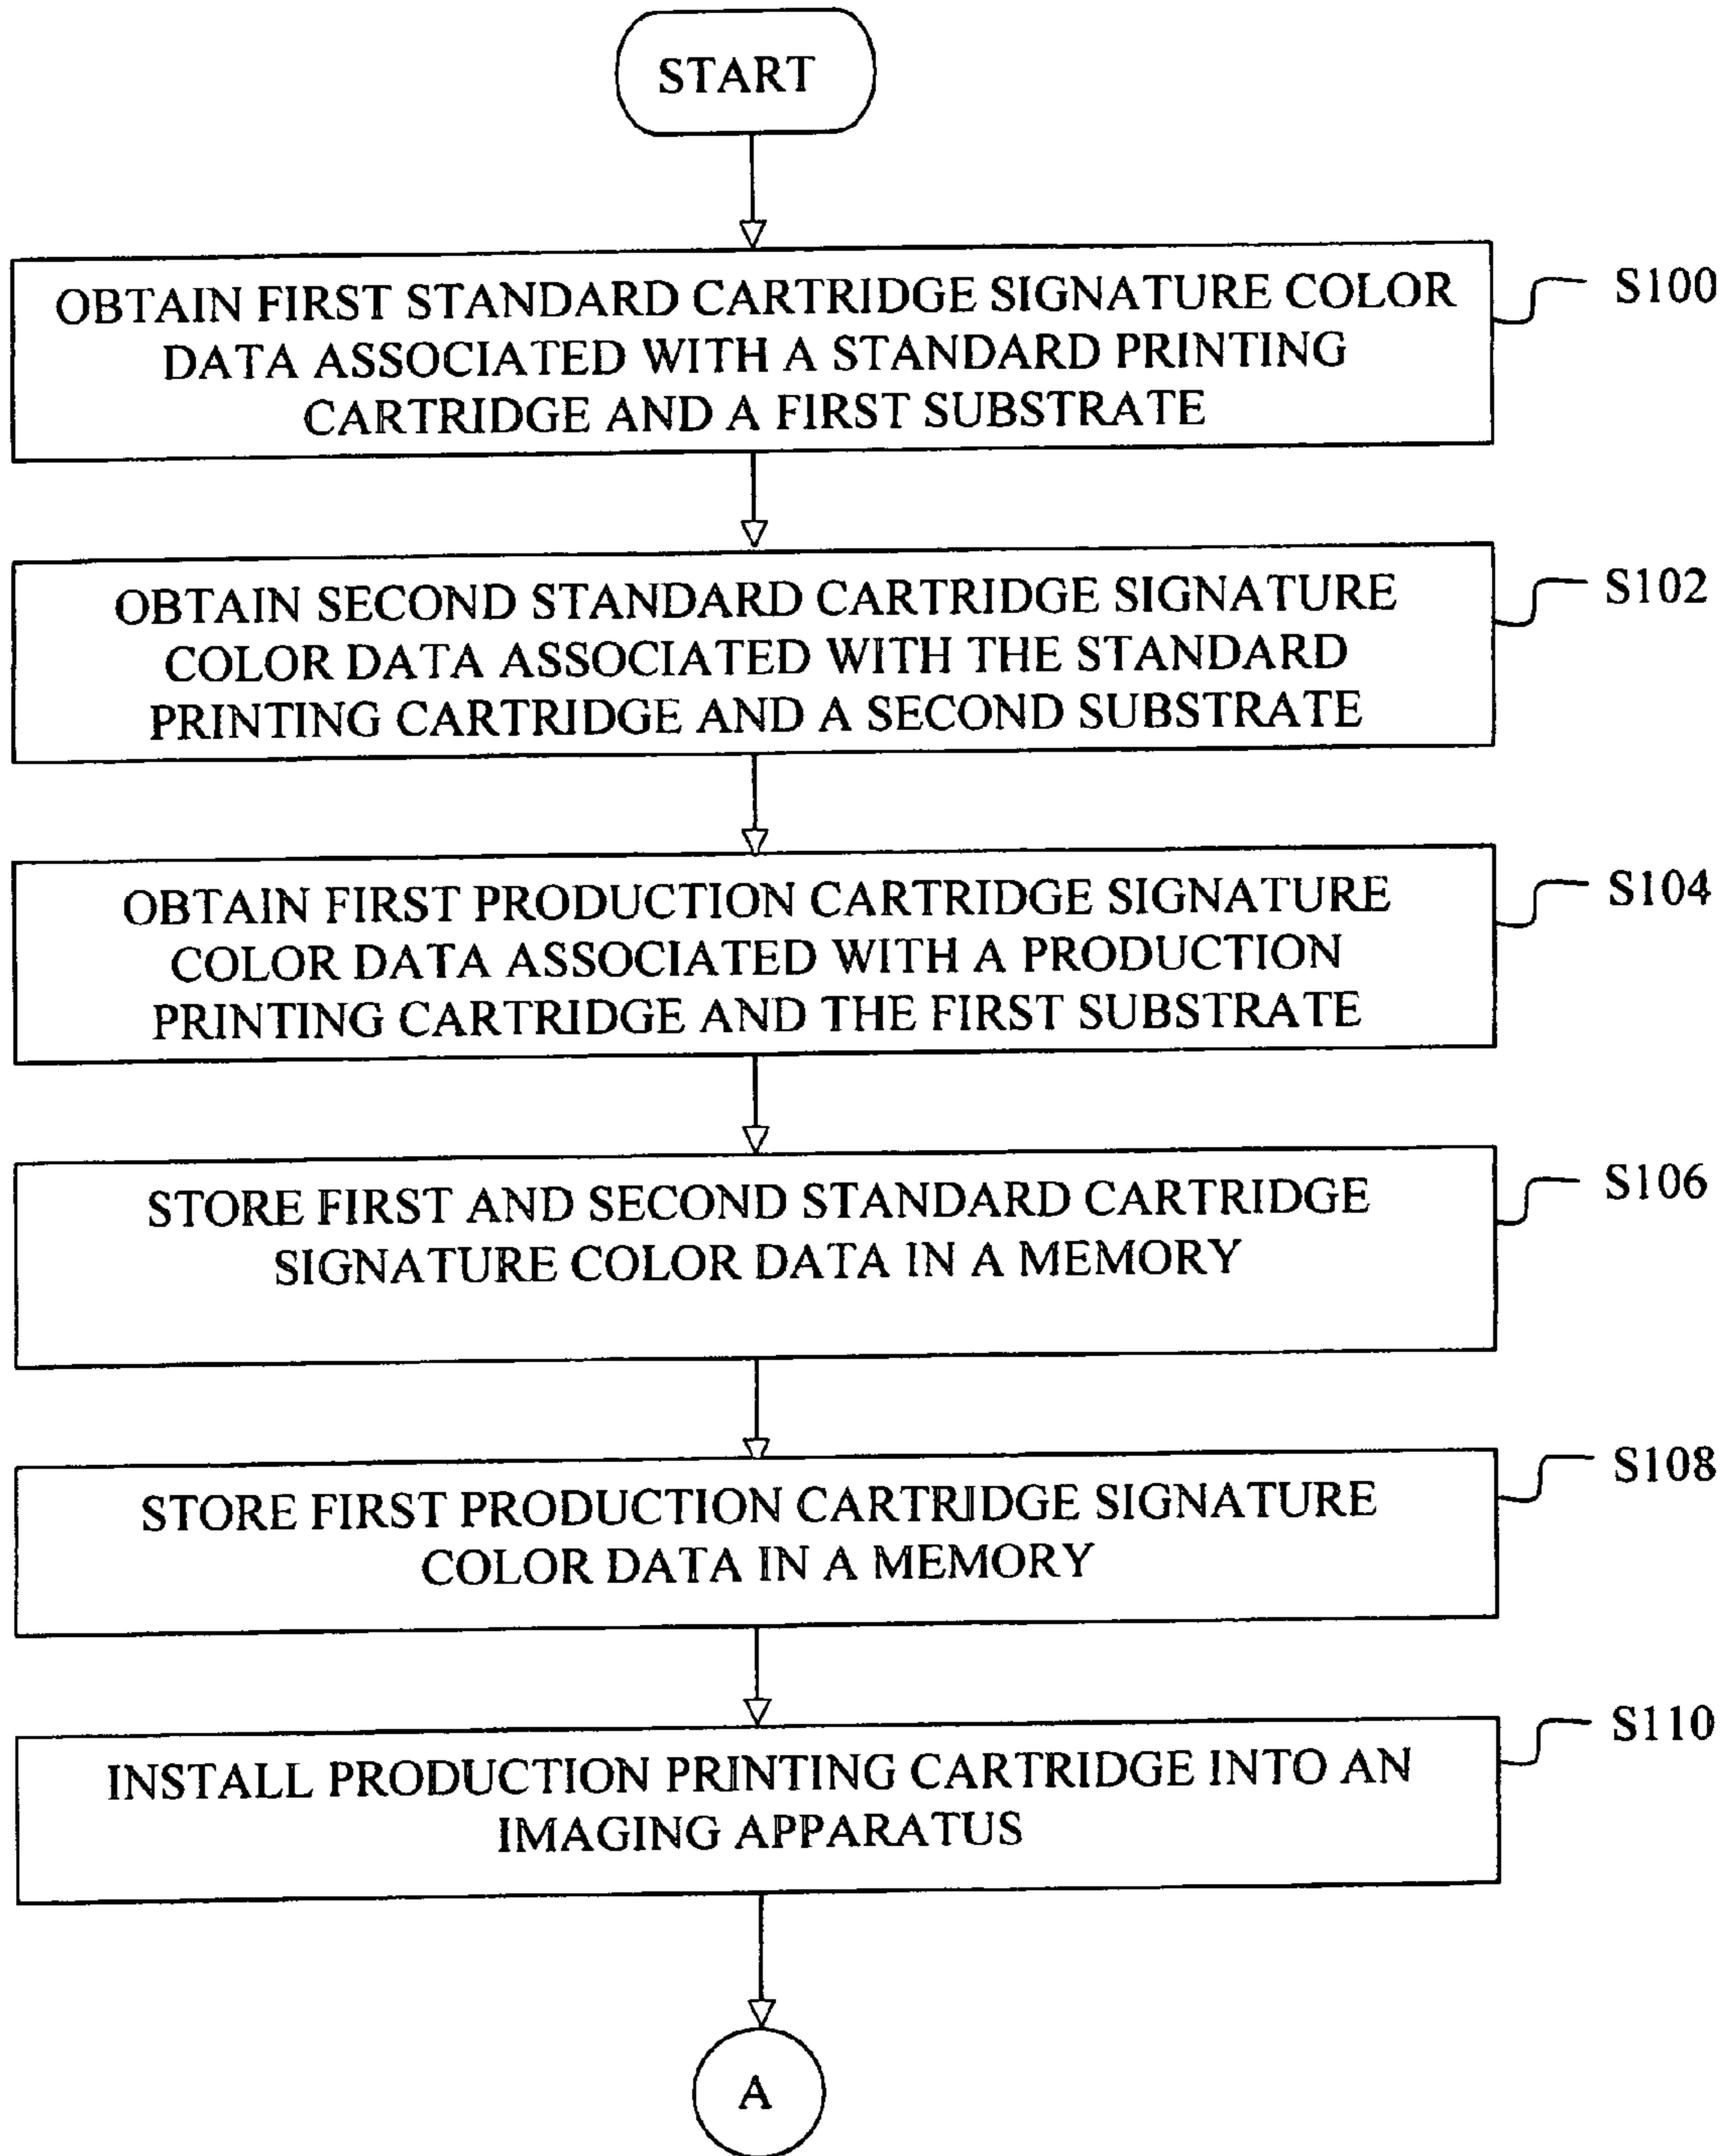 START
OBTAIN FIRST STANDARD CARTRIDGE SIGNATURE COLOR
DATA ASSOCIATED WITH A STANDARD PRINTING
CARTRIDGE AND A FIRST SUBSTRATE
S100
OBTAIN SECOND STANDARD CARTRIDGE SIGNATURE
COLOR DATA ASSOCIATED WITH THE STANDARD
PRINTING CARTRIDGE AND A SECOND SUBSTRATE
S102
OBTAIN FIRST PRODUCTION CARTRIDGE SIGNATURE
COLOR DATA ASSOCIATED WITH A PRODUCTION
PRINTING CARTRIDGE AND THE FIRST SUBSTRATE
S104
STORE FIRST AND SECOND STANDARD CARTRIDGE
SIGNATURE COLOR DATA IN A MEMORY
S106
STORE FIRST PRODUCTION CARTRIDGE SIGNATURE
COLOR DATA IN A MEMORY
S108
INSTALL PRODUCTION PRINTING CARTRIDGE INTO AN
IMAGING APPARATUS
S110
A